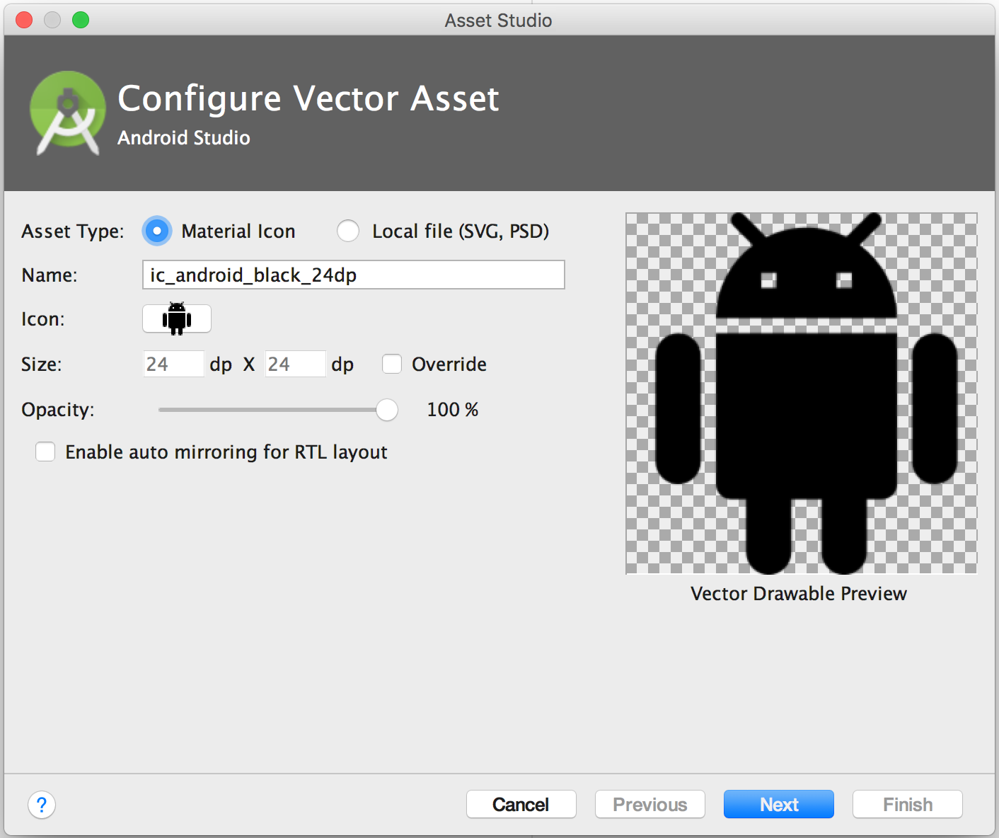 Asset Studio
Configure Vector Asset
Android Studio
Asset Type: Material Icon Local file (SVG, PSD)
Name: ic_android_black_24dp
Icon:
Size: 24 dp X 24 dp Override
Opacity: 100 %
Enable auto mirroring for RTL layout
Vector Drawable Preview
? Cancel Previous Next Finish